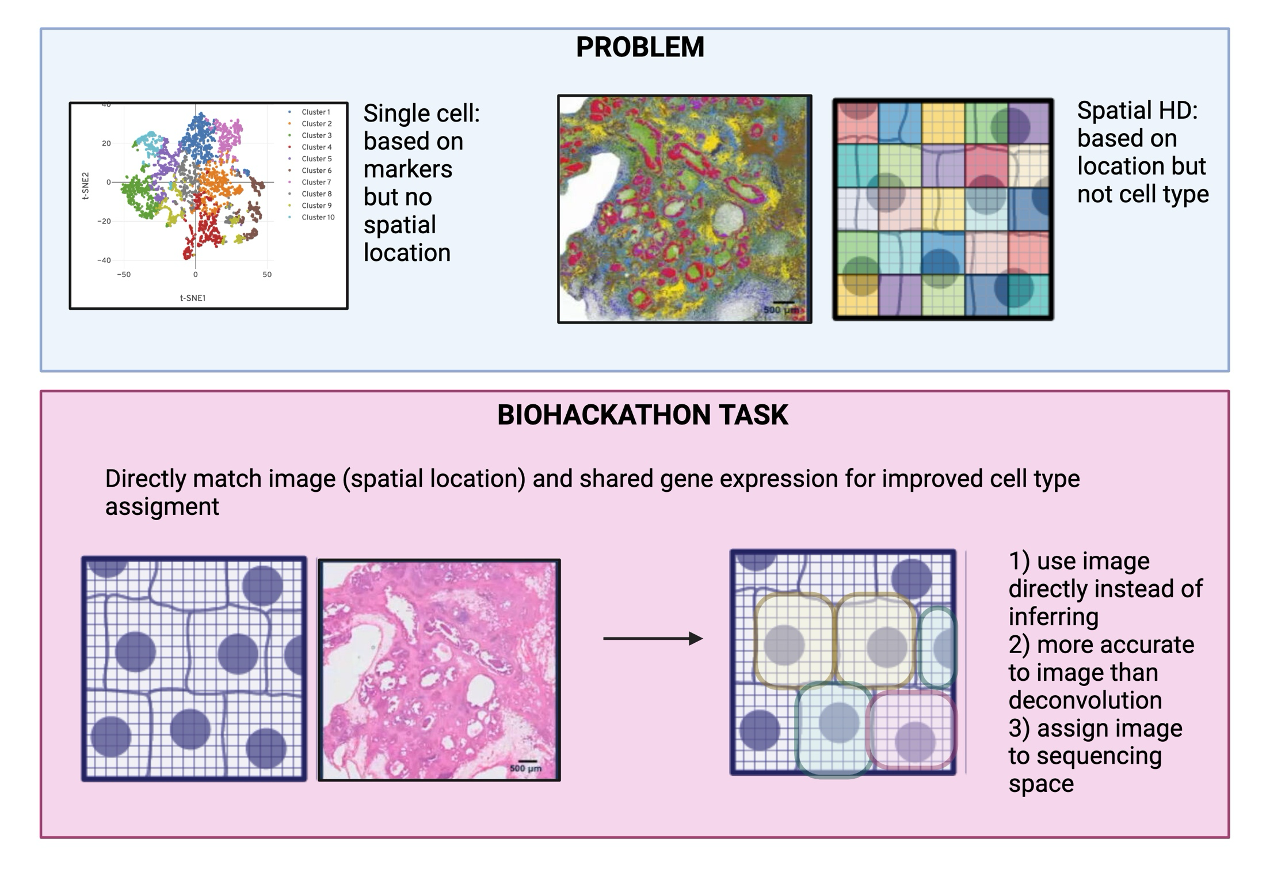 PROBLEM
40
20
0
−20
−40
−50
0
50
t-SNE2
t-SNE1
Cluster 1
Cluster 2
Cluster 3
Cluster 4
Cluster 5
Cluster 6
Cluster 7
Cluster 8
Cluster 9
Cluster 10
Single cell:
based on
markers
but no
spatial
location
500 µm
Spatial HD:
based on
location but
not cell type
BIOHACKATHON TASK
Directly match image (spatial location) and shared gene expression for improved cell type
assigment
500 µm
1) use image
directly instead of
inferring
2) more accurate
to image than
deconvolution
3) assign image
to sequencing
space